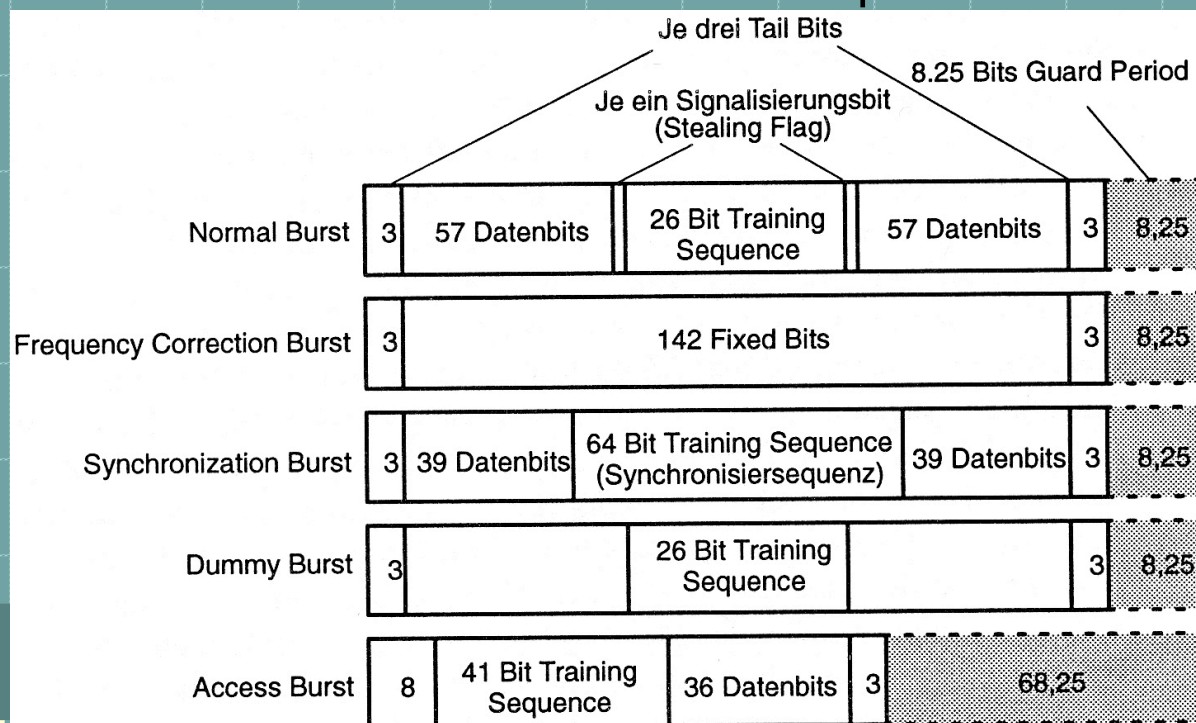 Je drei Tail Bits
8.25 Bits Guard Period
Je ein Signalisierungsbit
(Stealing Flag)
Normal Burst
3
57 Datenbits
26 Bit Training
Sequence
57 Datenbits
3
8,25
Frequency Correction Burst
3
142 Fixed Bits
3
8,25
Synchronization Burst
3
39 Datenbits
64 Bit Training Sequence
(Synchronisiersequenz)
39 Datenbits
3
8,25
Dummy Burst
3
26 Bit Training
Sequence
3
8,25
Access Burst
8
41 Bit Training
Sequence
36 Datenbits
3
68,25